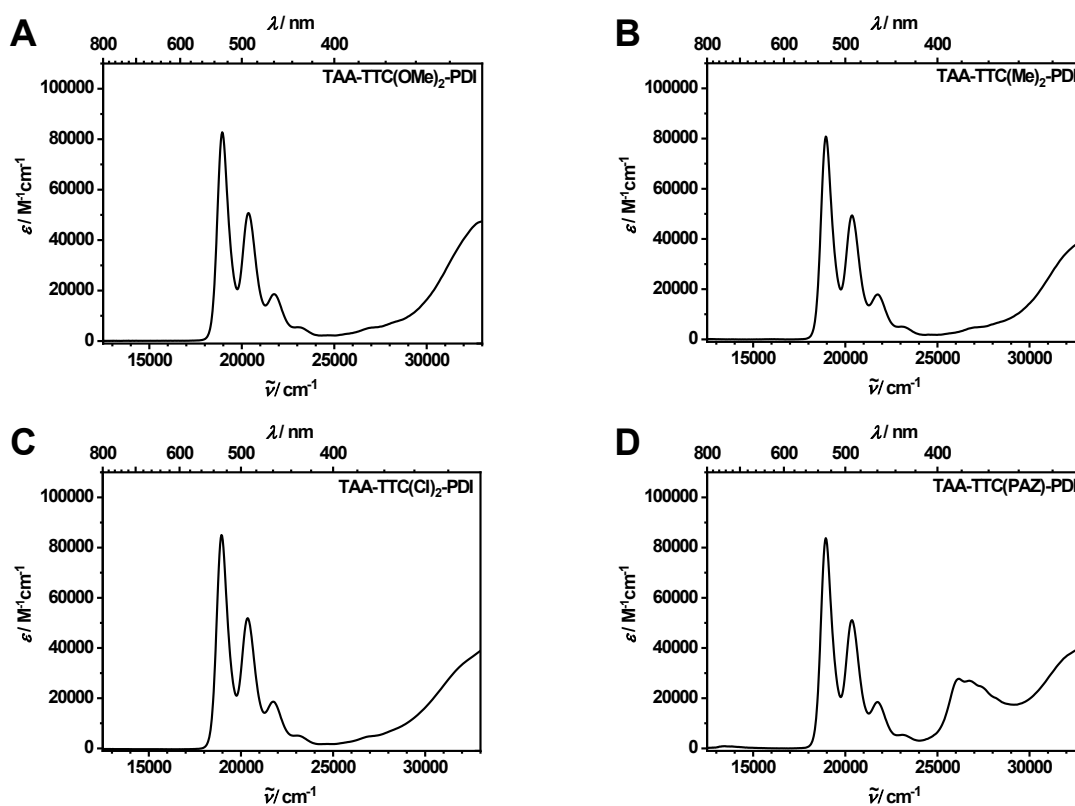 A
λ / nm
800 600 500 400
TAA-TTC(OMe)₂-PDI
100000
80000
60000
40000
20000
0
ε / M⁻¹cm⁻¹
15000 20000 25000 30000
ṽ / cm⁻¹
B
λ / nm
800 600 500 400
TAA-TTC(Me)₂-PDI
100000
80000
60000
40000
20000
0
ε / M⁻¹cm⁻¹
15000 20000 25000 30000
ṽ / cm⁻¹
C
λ / nm
800 600 500 400
TAA-TTC(Cl)₂-PDI
100000
80000
60000
40000
20000
0
ε / M⁻¹cm⁻¹
15000 20000 25000 30000
ṽ / cm⁻¹
D
λ / nm
800 600 500 400
TAA-TTC(PAZ)-PDI
100000
80000
60000
40000
20000
0
ε / M⁻¹cm⁻¹
15000 20000 25000 30000
ṽ / cm⁻¹